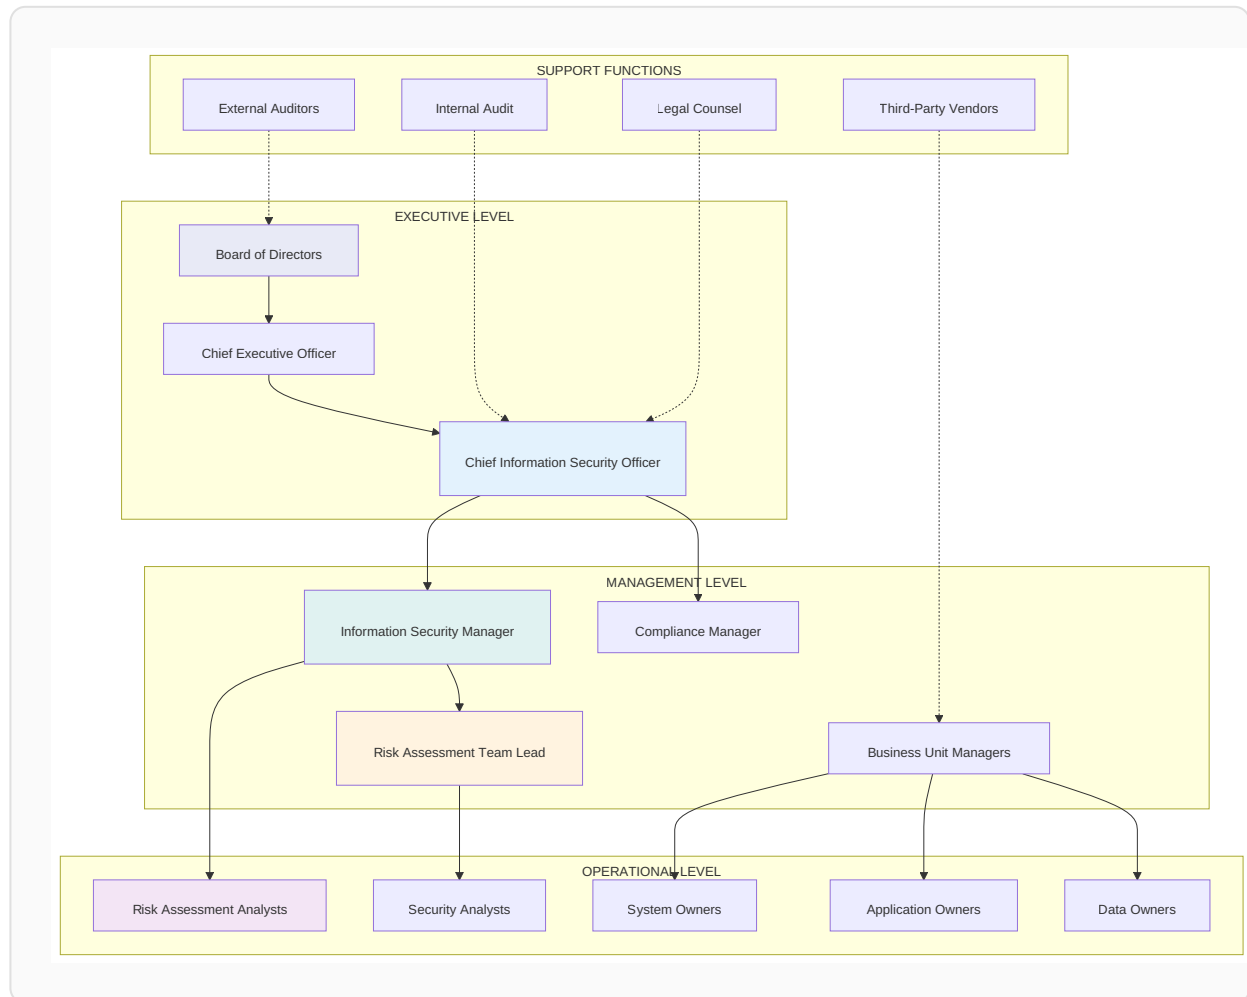 SUPPORT FUNCTIONS
External Auditors
Internal Audit
Legal Counsel
Third-Party Vendors
EXECUTIVE LEVEL
Board of Directors
Chief Executive Officer
Chief Information Security Officer
MANAGEMENT LEVEL
Information Security Manager
Compliance Manager
Risk Assessment Team Lead
Business Unit Managers
OPERATIONAL LEVEL
Risk Assessment Analysts
Security Analysts
System Owners
Application Owners
Data Owners